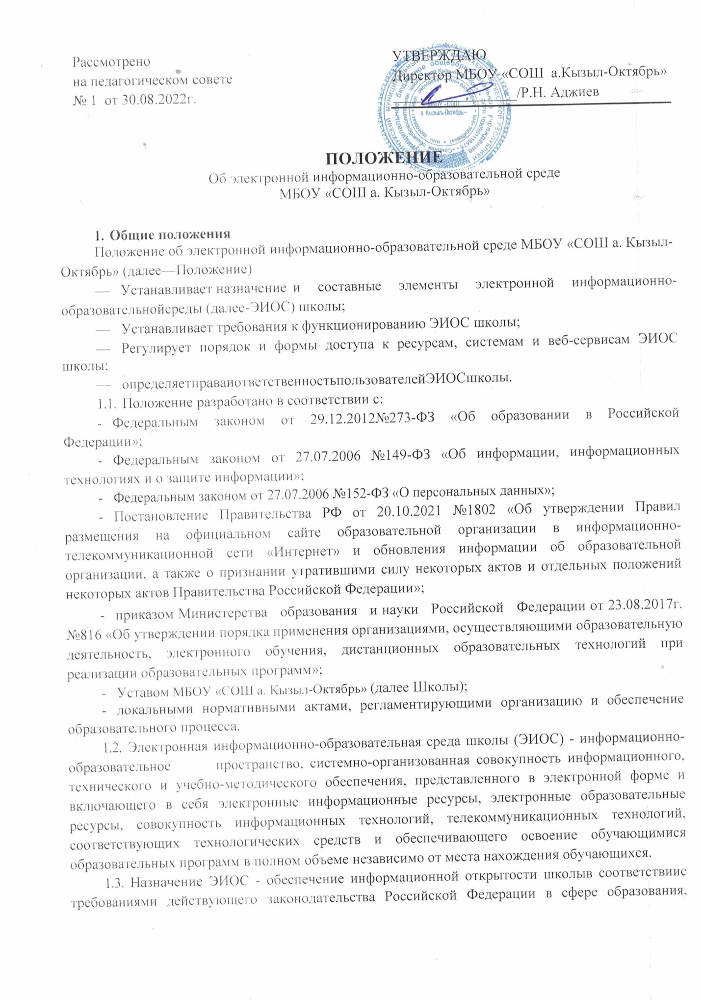 Рассмотрено
на педагогическом совете
№ 1 от 30.08.2022г.
УТВЕРЖДАЮ
Директор МБОУ «СОШ а.Кызыл-Октябрь»
/Р.Н. Аджиев
МБОУ «СОШ
а. Кызыл-Октябрь»
ПОЛОЖЕНИЕ
Об электронной информационно-образовательной среде
МБОУ «СОШ а. Кызыл-Октябрь»
1. Общие положения
Положение об электронной информационно-образовательной среде МБОУ «СОШ а. Кызыл-
Октябрь» (далее—Положение)
— Устанавливает назначение и составные элементы электронной информационно-
образовательнойсреды (далее-ЭИОС) школы;
— Устанавливает требования к функционированию ЭИОС школы;
— Регулирует порядок и формы доступа к ресурсам, системам и веб-сервисам ЭИОС
школы;
— определяетправаиответственностьпользователейЭИОСшколы.
1.1. Положение разработано в соответствии с:
- Федеральным законом от 29.12.2012№273-ФЗ «Об образовании в Российской
Федерации»;
- Федеральным законом от 27.07.2006 №149-ФЗ «Об информации, информационных
технологиях и о защите информации»;
- Федеральным законом от 27.07.2006 №152-ФЗ «О персональных данных»;
- Постановление Правительства РФ от 20.10.2021 №1802 «Об утверждении Правил
размещения на официальном сайте образовательной организации в информационно-
телекоммуникационной сети «Интернет» и обновления информации об образовательной
организации, а также о признании утратившими силу некоторых актов и отдельных положений
некоторых актов Правительства Российской Федерации»;
- приказом Министерства образования и науки Российской Федерации от 23.08.2017г.
№816 «Об утверждении порядка применения организациями, осуществляющими образовательную
деятельность, электронного обучения, дистанционных образовательных технологий при
реализации образовательных программ»;
- Уставом МБОУ «СОШ а. Кызыл-Октябрь» (далее Школы);
- локальными нормативными актами, регламентирующими организацию и обеспечение
образовательного процесса.
1.2. Электронная информационно-образовательная среда школы (ЭИОС) - информационно-
образовательное пространство, системно-организованная совокупность информационного,
технического и учебно-методического обеспечения, представленного в электронной форме и
включающего в себя электронные информационные ресурсы, электронные образовательные
ресурсы, совокупность информационных технологий, телекоммуникационных технологий,
соответствующих технологических средств и обеспечивающего освоение обучающимися
образовательных программ в полном объеме независимо от места нахождения обучающихся.
1.3. Назначение ЭИОС - обеспечение информационной открытости школыв соответствиис
требованиями действующего законодательства Российской Федерации в сфере образования,